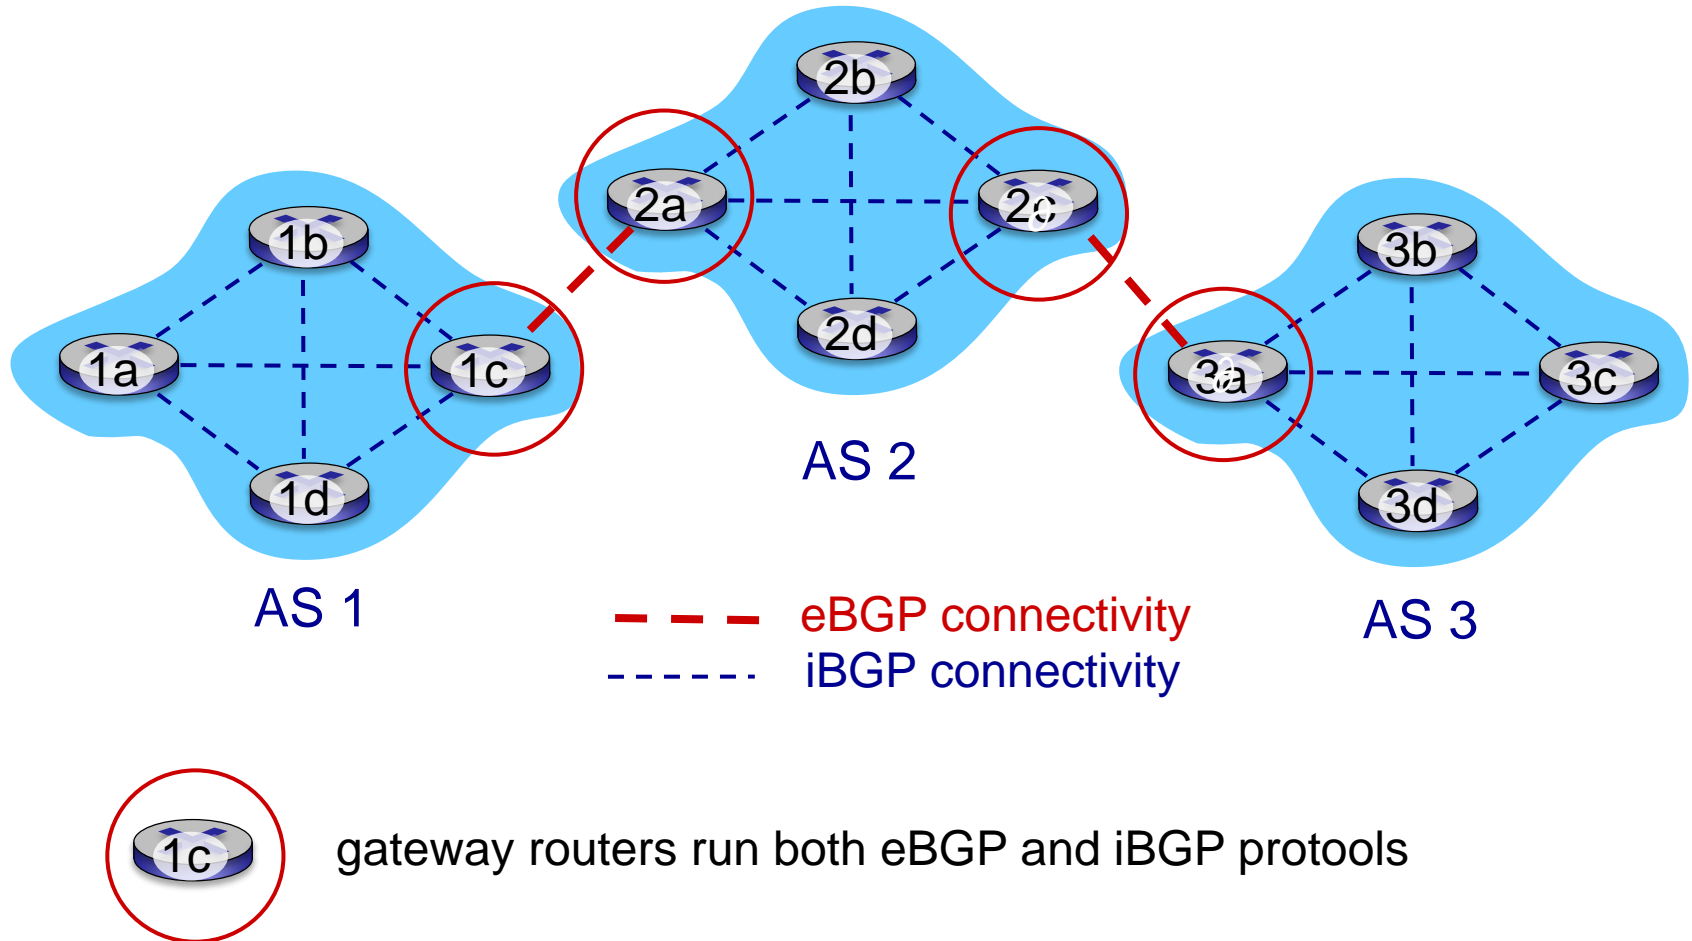 2b
2a
2c
1b
3b
2d
1a
1c
3a
3c
AS 2
1d
3d
AS 1
eBGP connectivity
AS 3
iBGP connectivity
1c
gateway routers run both eBGP and iBGP protools